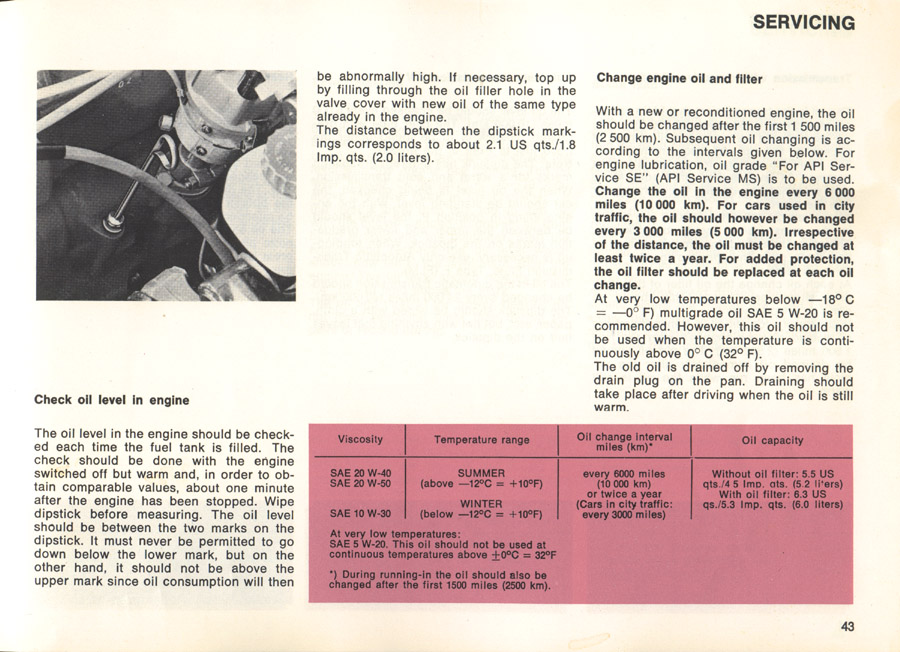 SERVICING
Check oil level in engine
The oil level in the engine should be check-
ed each time the fuel tank is filled. The
check should be done with the engine
switched off but warm and, in order to ob-
tain comparable values, about one minute
after the engine has been stopped. Wipe
dipstick before measuring. The oil level
should be between the two marks on the
dipstick. It must never be permitted to go
down below the lower mark, but on the
other hand, it should not be above the
upper mark since oil consumption will then
be abnormally high. If necessary, top up
by filling through the oil filler hole in the
valve cover with new oil of the same type
already in the engine.
The distance between the dipstick mark-
ings corresponds to about 2.1 US qts./1.8
Imp. qts. (2.0 liters).
Change engine oil and filter
With a new or reconditioned engine, the oil
should be changed after the first 1 500 miles
(2 500 km). Subsequent oil changing is ac-
cording to the intervals given below. For
engine lubrication, oil grade “For API Ser-
vice SE” (API Service MS) is to be used.
Change the oil in the engine every 6 000
miles (10 000 km). For cars used in city
traffic, the oil should however be changed
every 3 000 miles (5 000 km). Irrespective
of the distance, the oil must be changed at
least twice a year. For added protection,
the oil filter should be replaced at each oil
change.
At very low temperatures below —18° C
= —0° F) multigrade oil SAE 5 W-20 is re-
commended. However, this oil should not
be used when the temperature is conti-
nuously above 0° C (32° F).
The old oil is drained off by removing the
drain plug on the pan. Draining should
take place after driving when the oil is still
warm.
Viscosity
Temperature range
Oil change interval
miles (km)*
Oil capacity
SAE 20 W-40
SAE 20 W-50
SUMMER
(above —12°C = +10°F)
SAE 10 W-30
WINTER
(below —12°C = +10°F)
every 6000 miles
(10 000 km)
or twice a year
(Cars in city traffic:
every 3000 miles)
Without oil filter: 5.5 US
qts./4 5 Imp. qts. (5.2 li'ers)
With oil filter: 6.3 US
qs./5.3 Imp. qts. (6.0 liters)
At very low temperatures:
SAE 5 W-20. This oil should not be used at
continuous temperatures above ±0°C = 32°F
*) During running-in the oil should also be
changed after the first 1500 miles (2500 km).
43